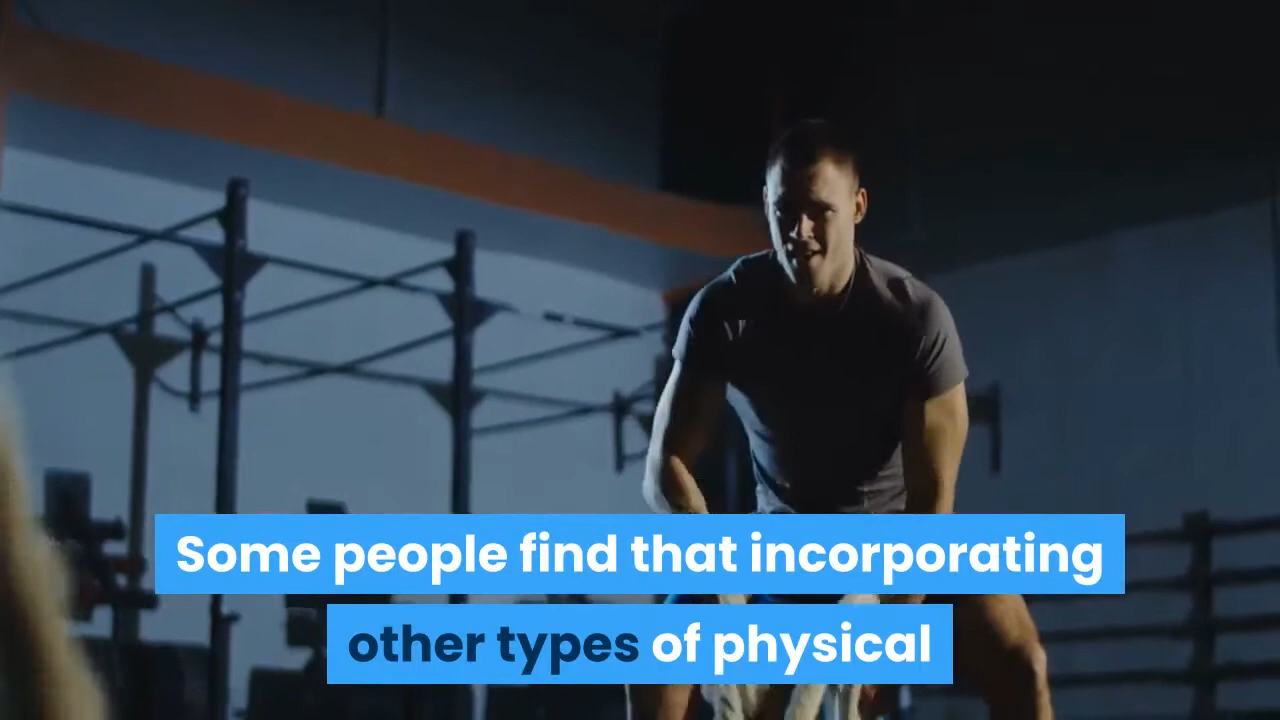 Some people find that incorporating
other types of physical